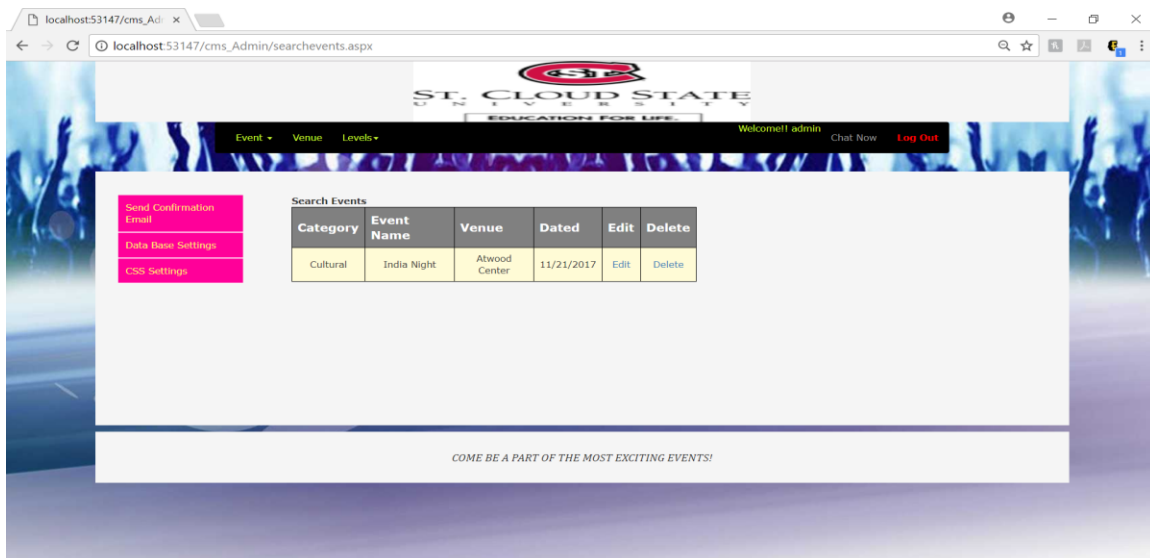 localhost:53147/cms_Adr
localhost:53147/cms_Admin/searchevents.aspx
ST. CLOUD STATE
UNIVERSITY
EDUCATION FOR LIFE.
Event Venue Levels Welcome!! admin Chat Now Log Out
Send Confirmation
Email
Data Base Settings
CSS Settings
Search Events
Category Event Name Venue Dated Edit Delete
Cultural India Night Atwood Center 11/21/2017 Edit Delete
COME BE A PART OF THE MOST EXCITING EVENTS!